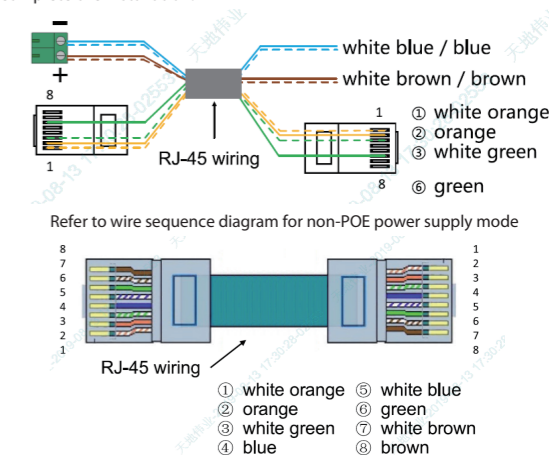 −
white blue / blue
white brown / brown
+
8
1
RJ-45 wiring
1
8
① white orange
② orange
③ white green
⑥ green
Refer to wire sequence diagram for non-POE power supply mode
8
7
6
5
4
3
2
1
1
2
3
4
5
6
7
8
RJ-45 wiring
① white orange ⑤ white blue
② orange ⑥ green
③ white green ⑦ white brown
④ blue ⑧ brown